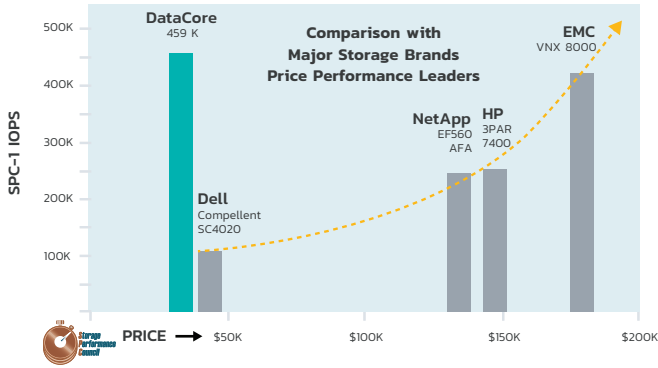 DataCore
459 K
Comparison with
Major Storage Brands
Price Performance Leaders
EMC
VNX 8000
NetApp
EF560
AFA
HP
3PAR
7400
Dell
Compellent
SC4020
SPC-1 IOPS
500K
400K
300K
200K
100K
Storage
Performance
Council
PRICE
$50K
$100K
$150K
$200K